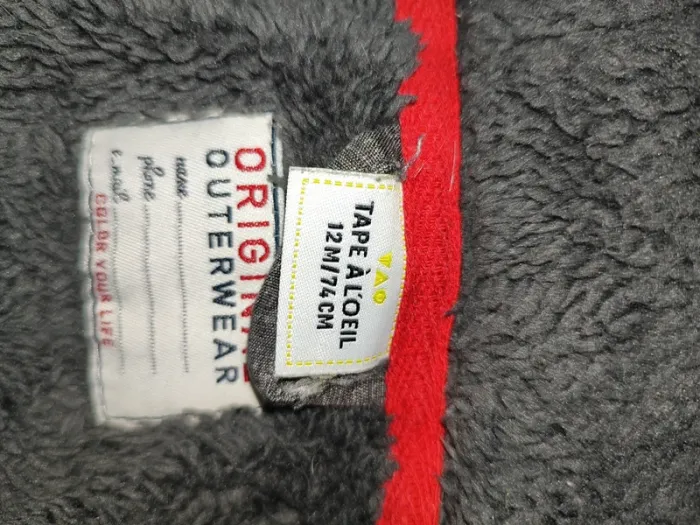 TAO
TAPE À L'OEIL
12M/74CM
ORIGINAL
OUTERWEAR
name
phone
e.mail
COLOR YOUR LIFE